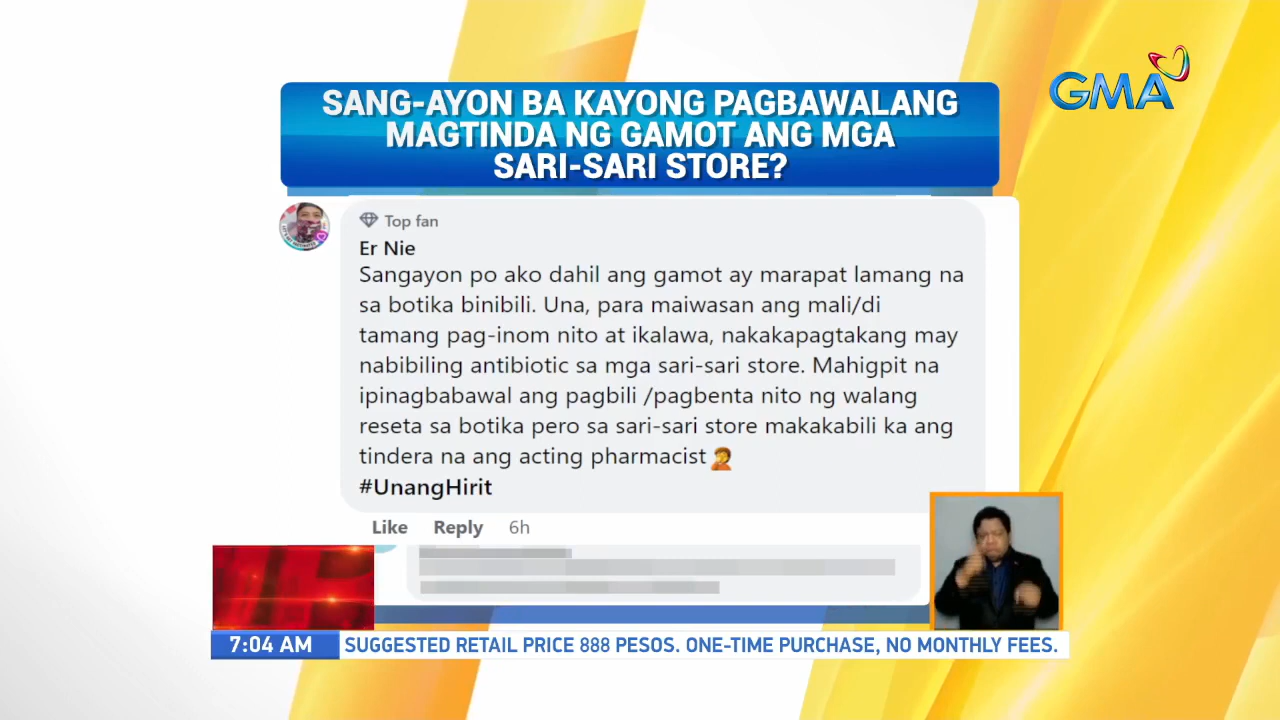 GMA
SANG-AYON BA KAYONG PAGBAWALANG
MAGTINDA NG GAMOT ANG MGA
SARI-SARI STORE?
Top fan
Er Nie
Sangayon po ako dahil ang gamot ay marapat lamang na
sa botika binibili. Una, para maiwasan ang mali/di
tamang pag-inom nito at ikalawa, nakakapagtakang may
nabibiling antibiotic sa mga sari-sari store. Mahigpit na
ipinagbabawal ang pagbili /pagbenta nito ng walang
reseta sa botika pero sa sari-sari store makakabili ka ang
tindera na ang acting pharmacist🤦
#UnangHirit
Like Reply 6h
7:04 AM SUGGESTED RETAIL PRICE 888 PESOS. ONE-TIME PURCHASE, NO MONTHLY FEES.